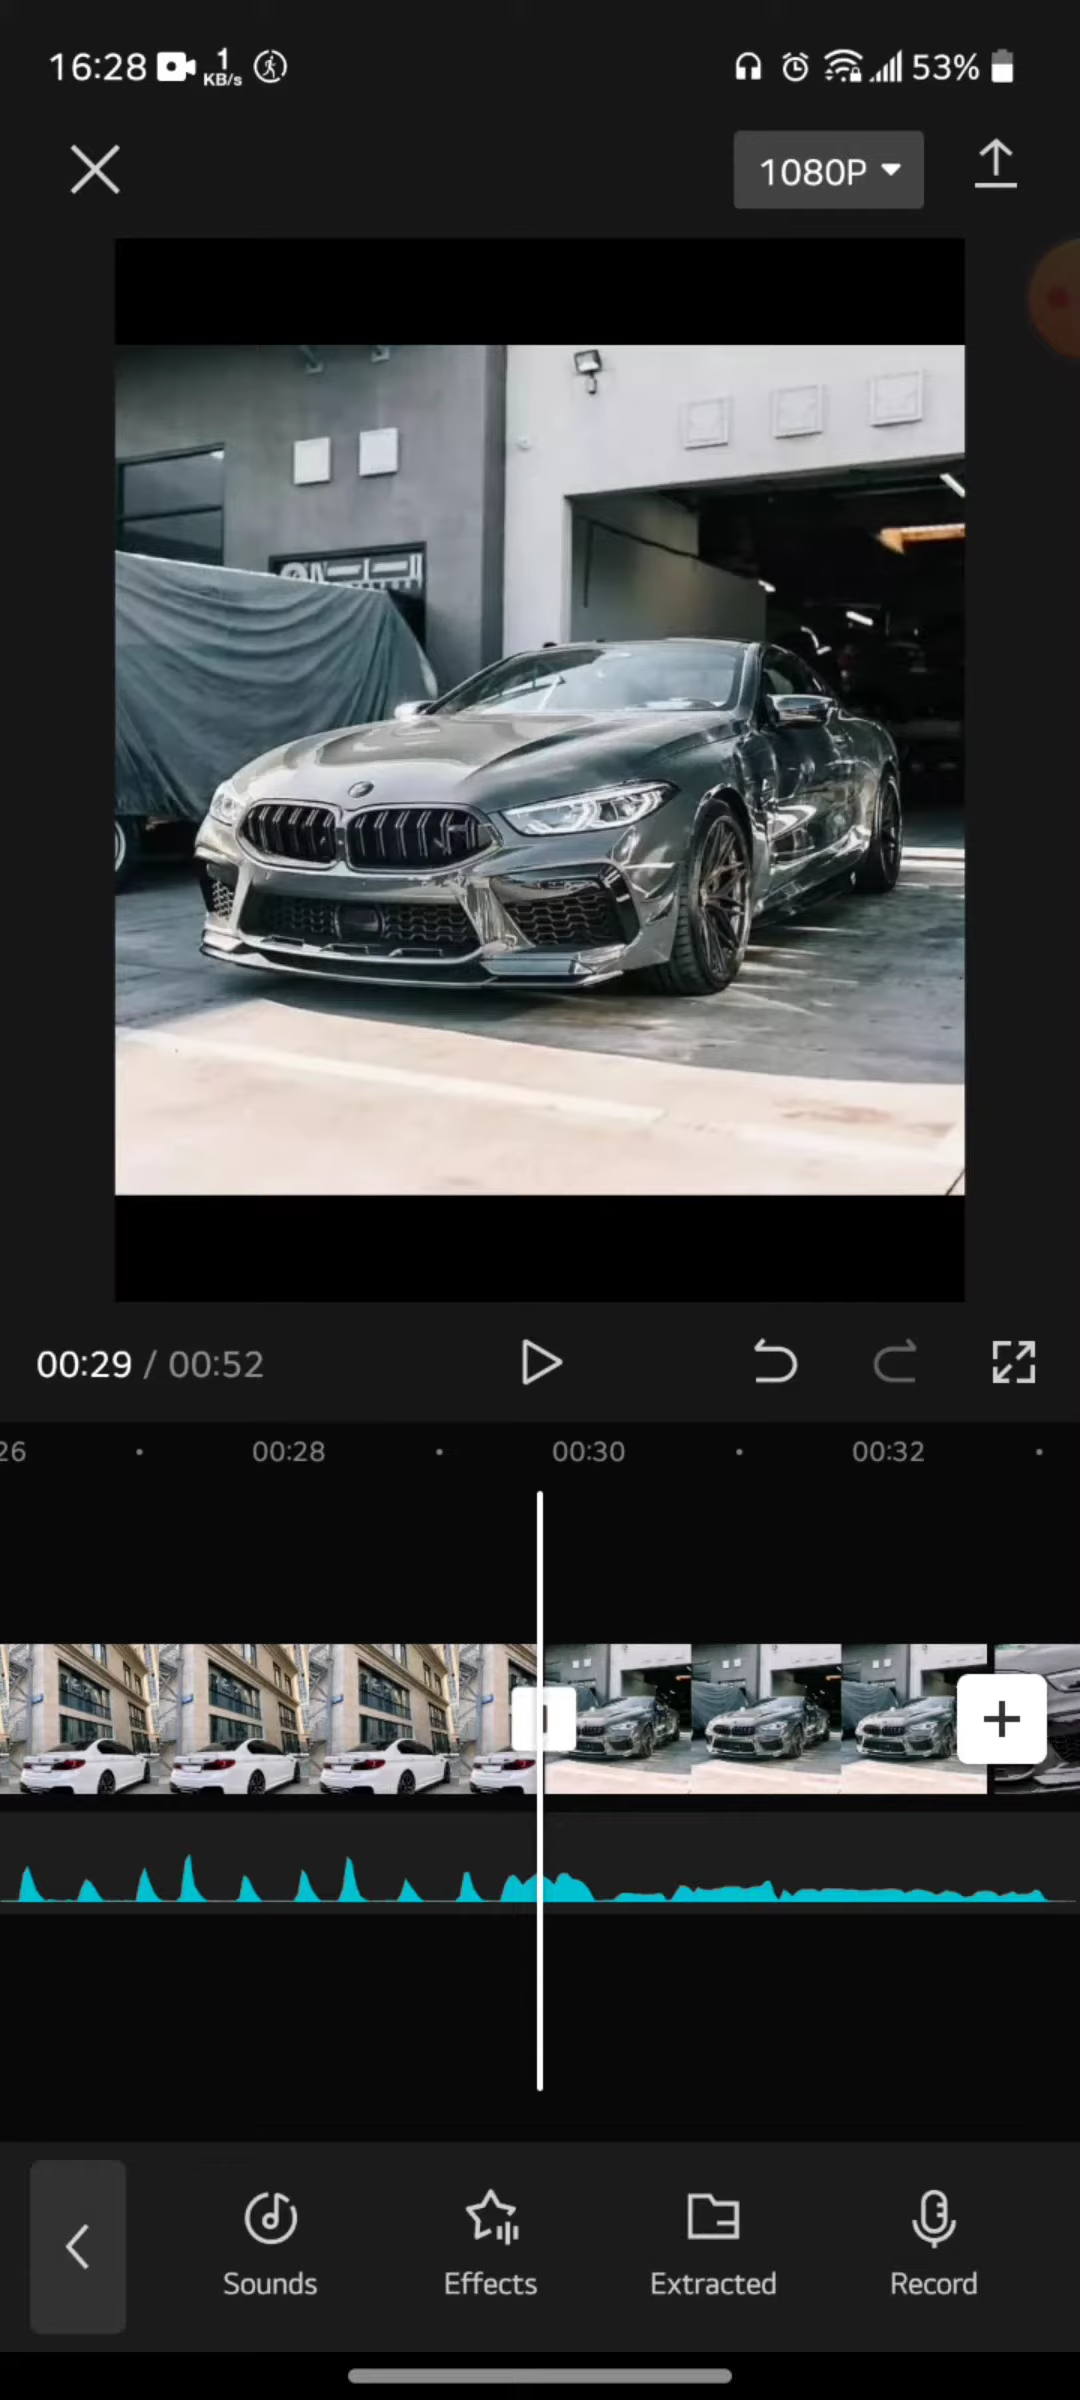 16:28 1 KB/s 53%
1080P
00:29 / 00:52
26 00:28 00:30 00:32
Sounds Effects Extracted Record